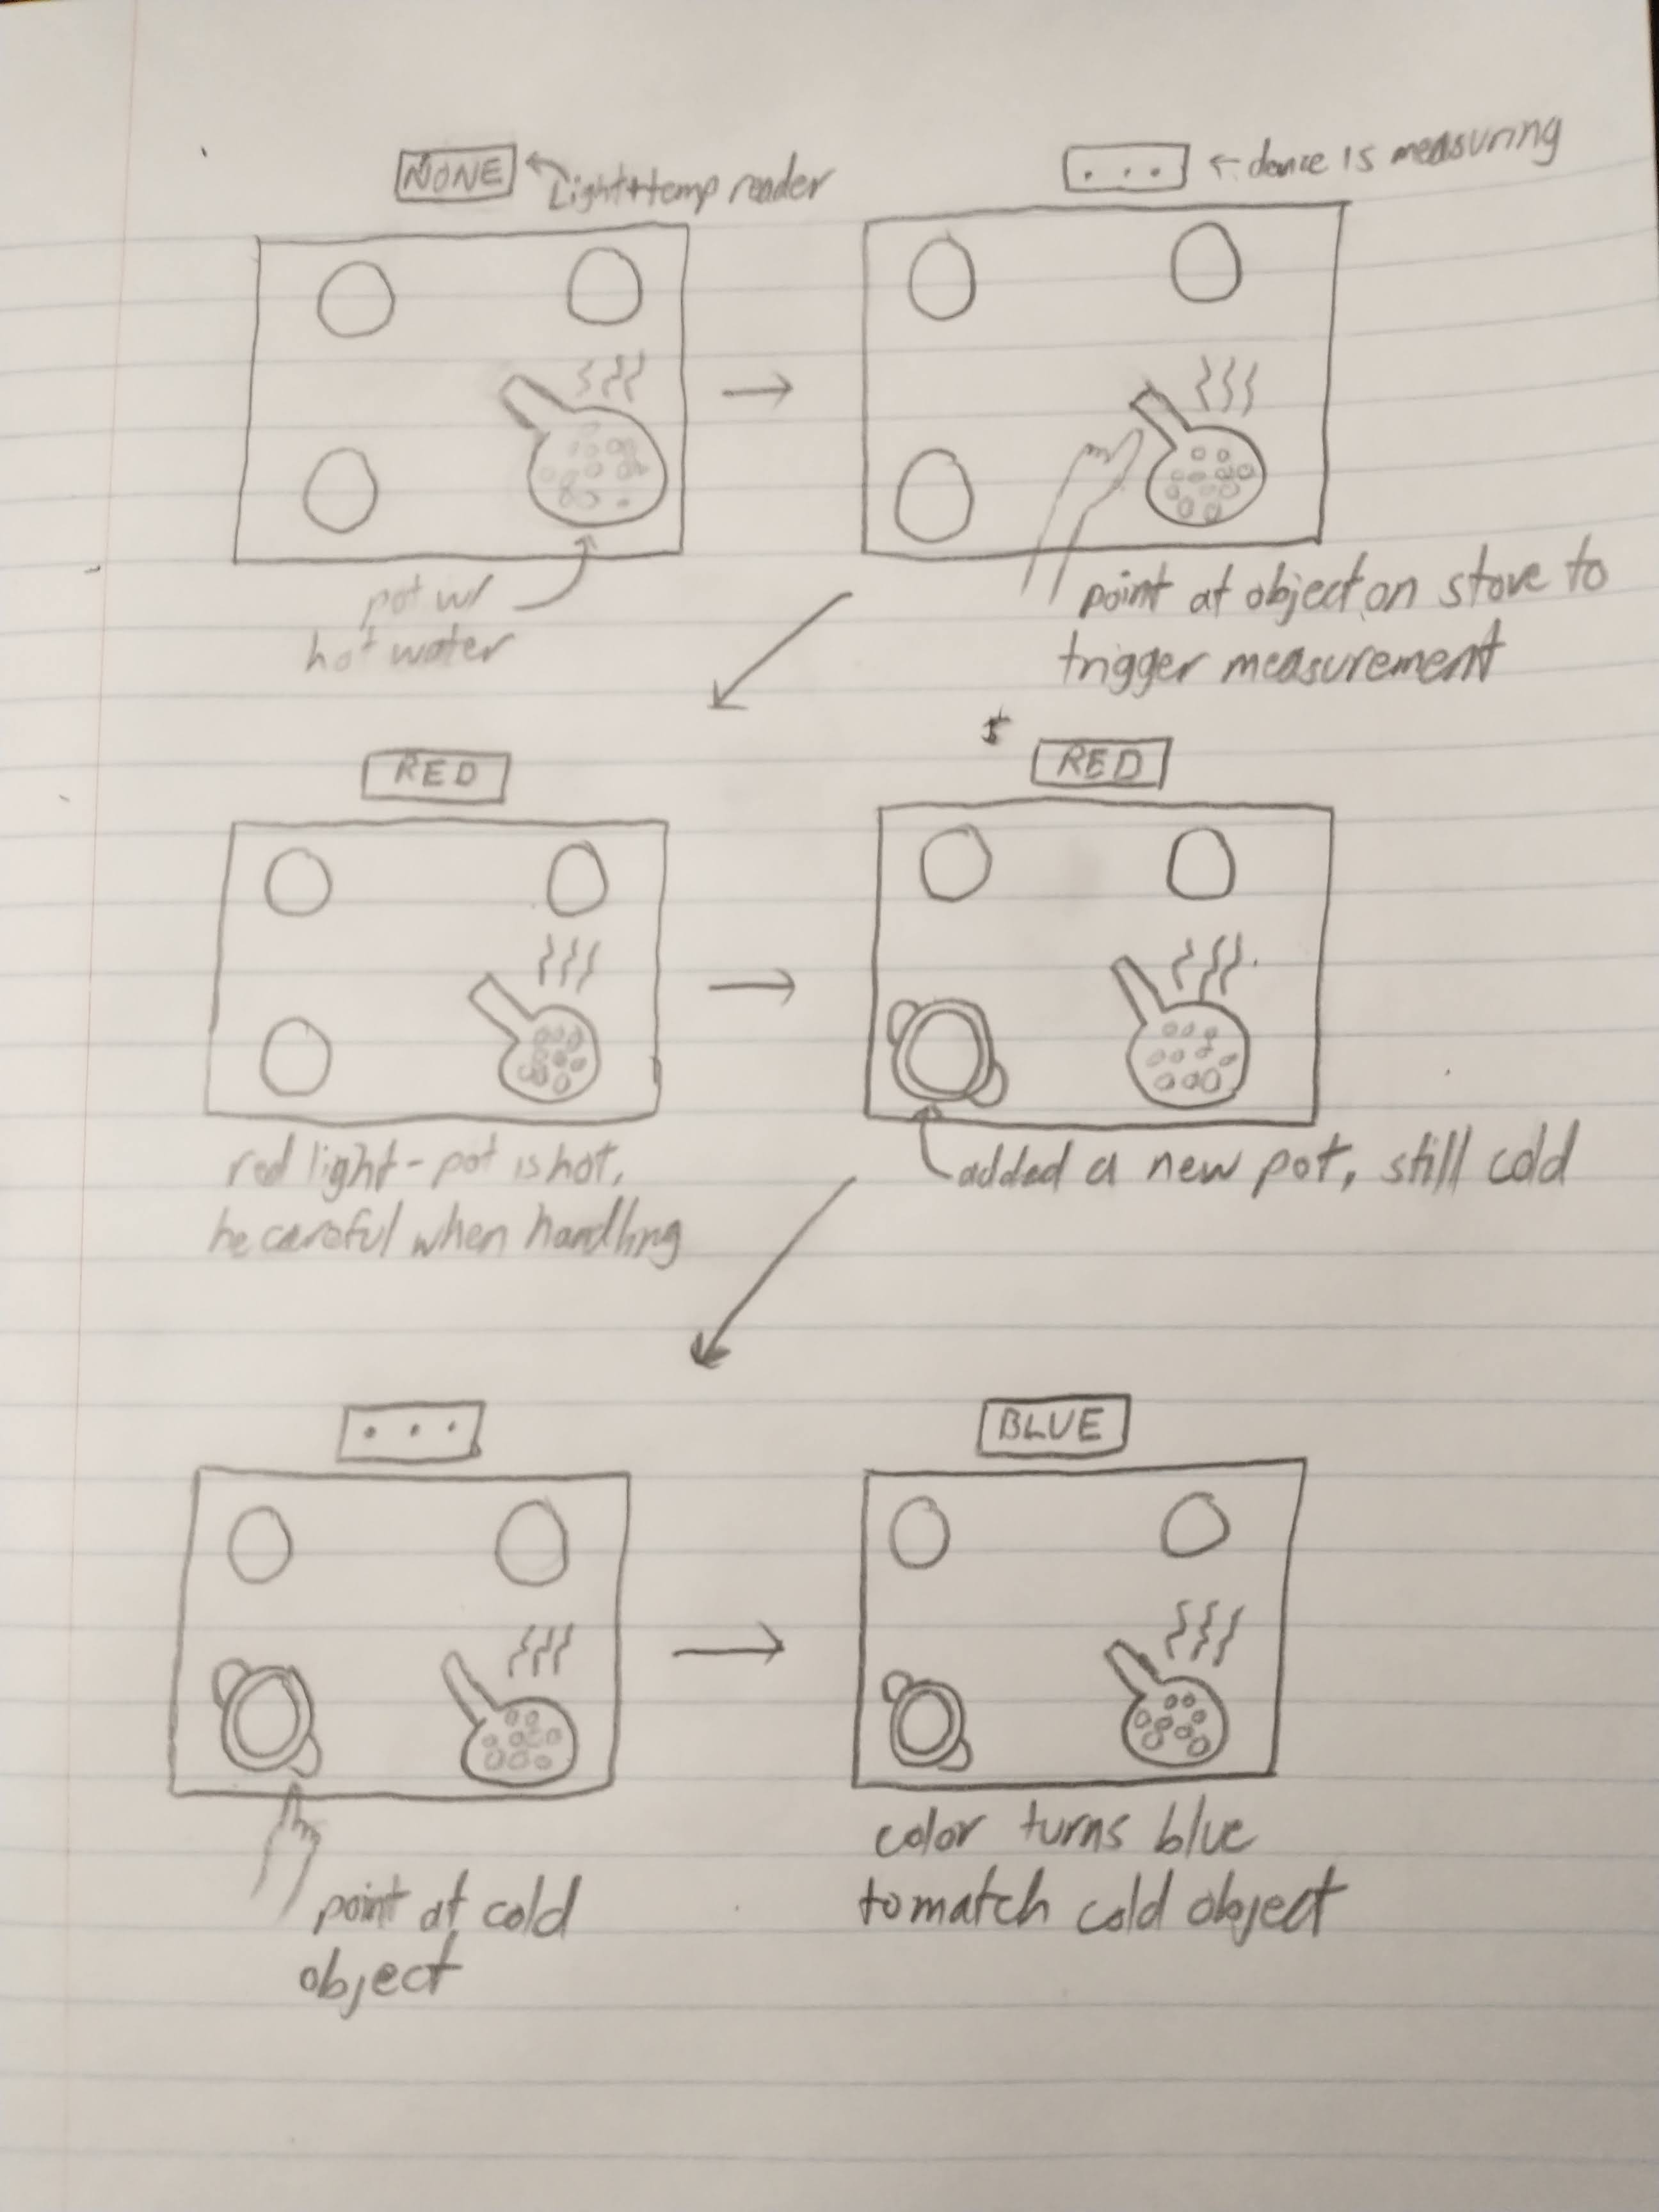 NONE
Light+temp reader
. . .
device is measuring
pot w/
hot water
point at object on stove to
trigger measurement
RED
RED
red light - pot is hot,
be careful when handling
added a new pot, still cold
. . .
BLUE
point at cold
object
color turns blue
to match cold object